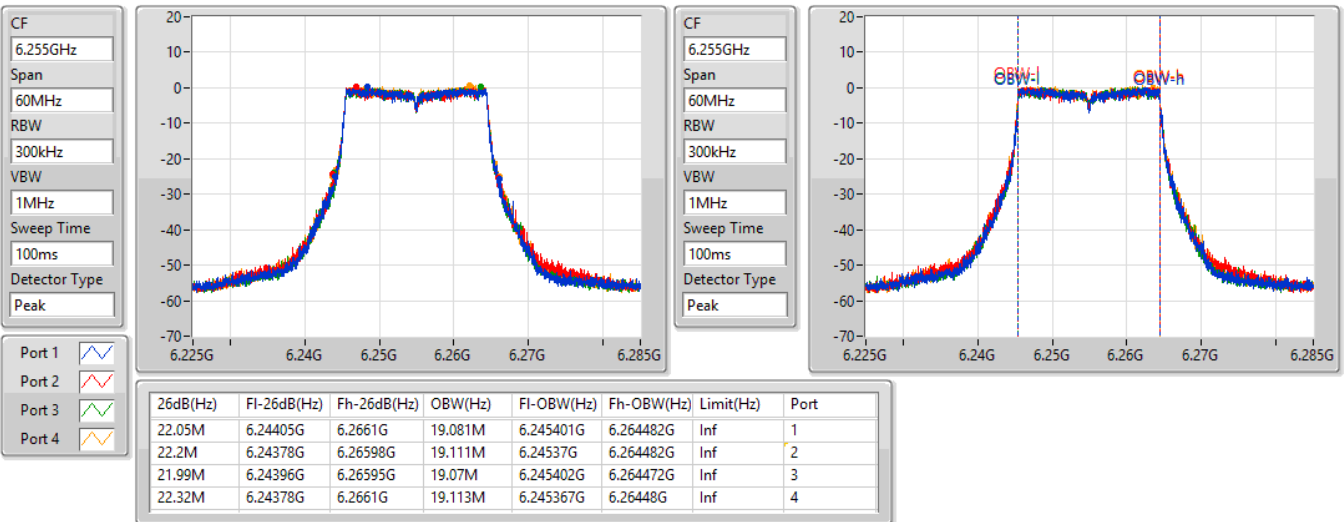 CF
6.255GHz
Span
60MHz
RBW
300kHz
VBW
1MHz
Sweep Time
100ms
Detector Type
Peak
20
10
0
-10
-20
-30
-40
-50
-60
-70
6.225G 6.24G 6.25G 6.26G 6.27G 6.285G
CF
6.255GHz
Span
60MHz
RBW
300kHz
VBW
1MHz
Sweep Time
100ms
Detector Type
Peak
20
10
0
-10
-20
-30
-40
-50
-60
-70
OBW-l OBW-h
6.225G 6.24G 6.25G 6.26G 6.27G 6.285G
Port 1
Port 2
Port 3
Port 4
26dB(Hz) Fl-26dB(Hz) Fh-26dB(Hz) OBW(Hz) Fl-OBW(Hz) Fh-OBW(Hz) Limit(Hz) Port
22.05M 6.24405G 6.2661G 19.081M 6.245401G 6.264482G Inf 1
22.2M 6.24378G 6.26598G 19.111M 6.24537G 6.264482G Inf 2
21.99M 6.24396G 6.26595G 19.07M 6.245402G 6.264472G Inf 3
22.32M 6.24378G 6.2661G 19.113M 6.245367G 6.26448G Inf 4